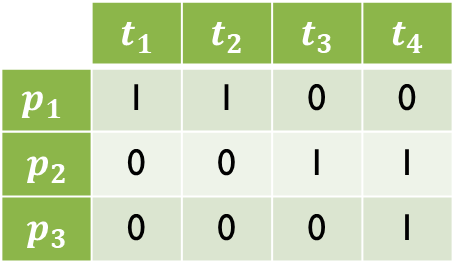 t₁ t₂ t₃ t₄
p₁ 1 1 0 0
p₂ 0 0 1 1
p₃ 0 0 0 1